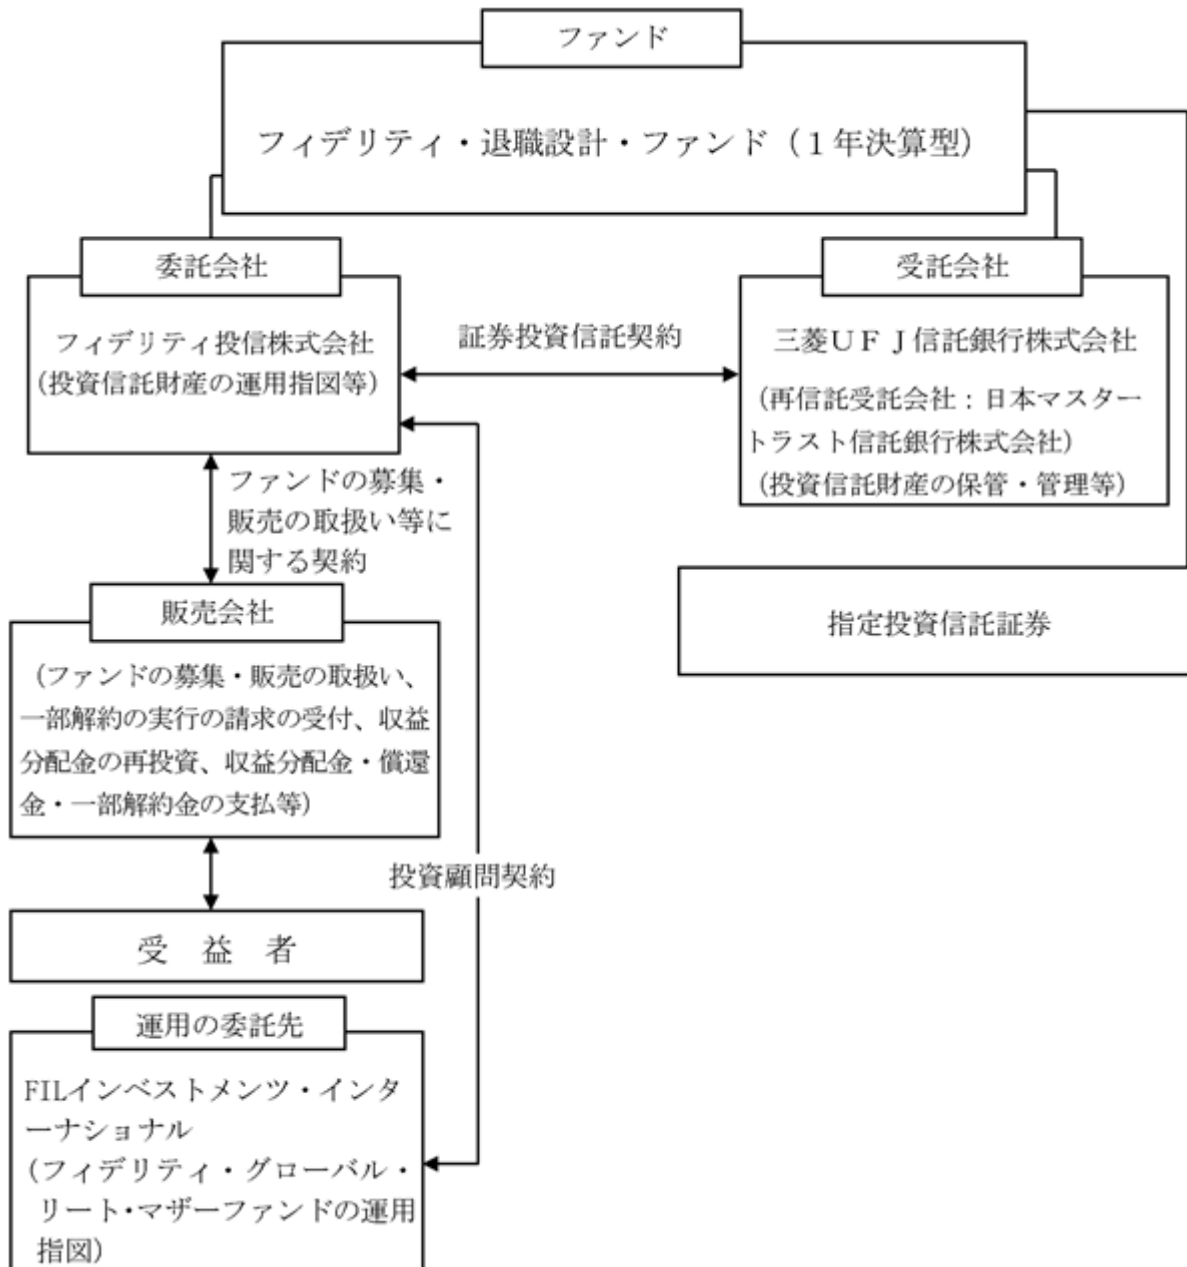 ファンド
フィデリティ・退職設計・ファンド（１年決算型）
委託会社
フィデリティ投信株式会社
（投資信託財産の運用指図等）
証券投資信託契約
受託会社
三菱ＵＦＪ信託銀行株式会社
（再信託受託会社：日本マスター
トラスト信託銀行株式会社）
（投資信託財産の保管・管理等）
ファンドの募集・
販売の取扱い等に
関する契約
販売会社
（ファンドの募集・販売の取扱い、
一部解約の実行の請求の受付、収益
分配金の再投資、収益分配金・償還
金・一部解約金の支払等）
指定投資信託証券
投資顧問契約
受　益　者
運用の委託先
FILインベストメンツ・インタ
ーナショナル
（フィデリティ・グローバル・
リート・マザーファンドの運用
指図）